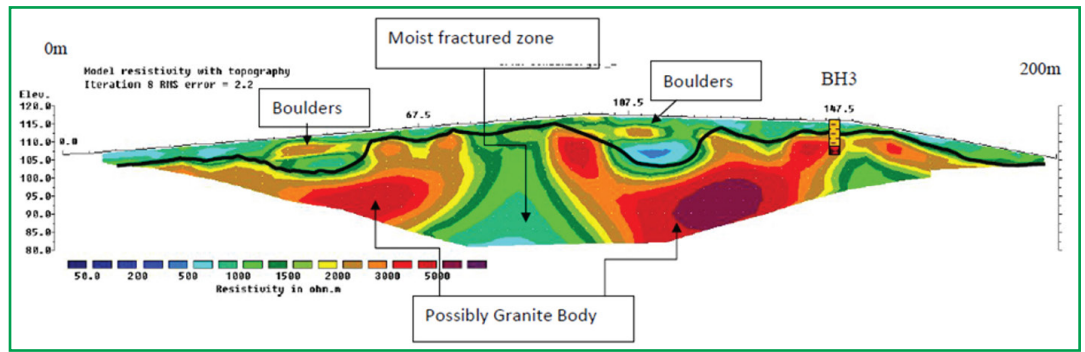 Moist fractured zone
0m
Model resistivity with topography
Iteration 8 RMS error = 2.2
Boulders
Boulders
BH3
200m
Elev.
120.0
115.0
110.0
105.0
100.0
95.0
90.0
85.0
80.0
0.0
67.5
107.5
147.5
50.0 200 500 1000 1500 2000 3000 5000
Resistivity in ohm.m
Possibly Granite Body